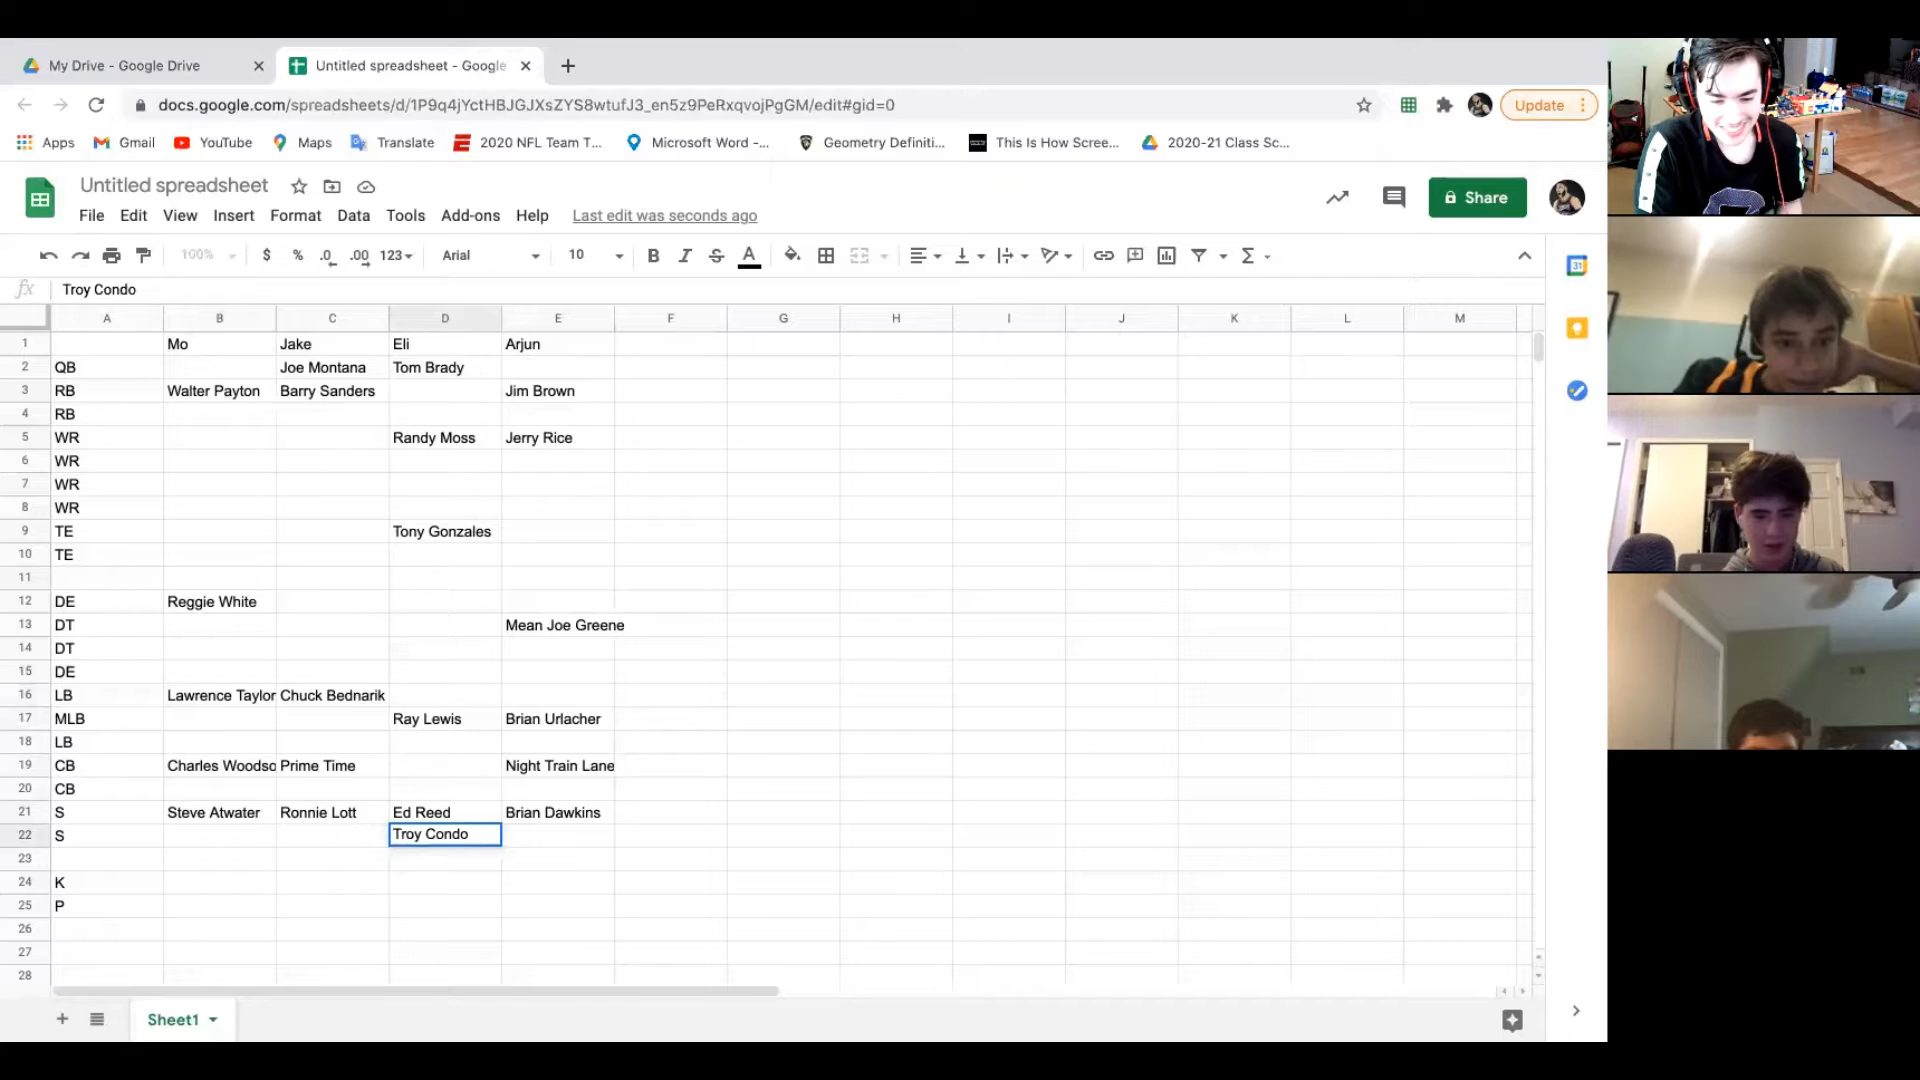 My Drive - Google Drive
Untitled spreadsheet - Google
docs.google.com/spreadsheets/d/1P9q4jYctHBJGJXsZYS8wtufJ3_en5z9PeRxqvojPgGM/edit#gid=0
Update
Apps Gmail YouTube Maps Translate 2020 NFL Team T... Microsoft Word -... Geometry Definiti... This Is How Scree... 2020-21 Class Sc...
Untitled spreadsheet
File Edit View Insert Format Data Tools Add-ons Help Last edit was seconds ago
Share
100% $ % .0 .00 123 Arial 10 B I S A Σ
31
fx Troy Condo
A B C D E F G H I J K L M
1 Mo Jake Eli Arjun
2 QB Joe Montana Tom Brady
3 RB Walter Payton Barry Sanders Jim Brown
4 RB
5 WR Randy Moss Jerry Rice
6 WR
7 WR
8 WR
9 TE Tony Gonzales
10 TE
11
12 DE Reggie White
13 DT Mean Joe Greene
14 DT
15 DE
16 LB Lawrence Taylor Chuck Bednarik
17 MLB Ray Lewis Brian Urlacher
18 LB
19 CB Charles Woodso Prime Time Night Train Lane
20 CB
21 S Steve Atwater Ronnie Lott Ed Reed Brian Dawkins
22 S Troy Condo
23
24 K
25 P
26
27
28
Sheet1